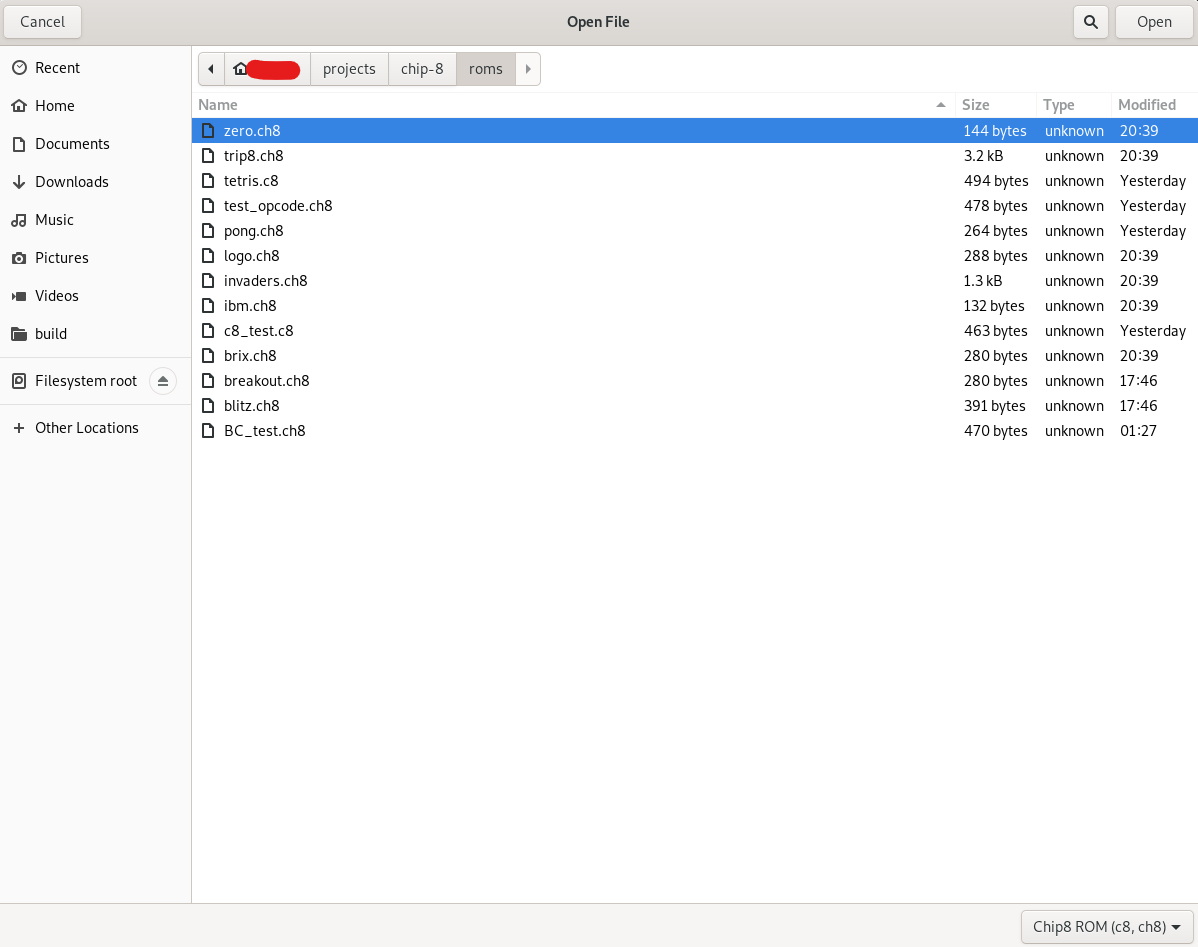 Cancel Open File Open
Recent
Home
Documents
Downloads
Music
Pictures
Videos
build
Filesystem root
Other Locations
projects chip-8 roms
Name Size Type Modified
zero.ch8 144 bytes unknown 20:39
trip8.ch8 3.2 kB unknown 20:39
tetris.c8 494 bytes unknown Yesterday
test_opcode.ch8 478 bytes unknown Yesterday
pong.ch8 264 bytes unknown Yesterday
logo.ch8 288 bytes unknown 20:39
invaders.ch8 1.3 kB unknown 20:39
ibm.ch8 132 bytes unknown 20:39
c8_test.c8 463 bytes unknown Yesterday
brix.ch8 280 bytes unknown 20:39
breakout.ch8 280 bytes unknown 17:46
blitz.ch8 391 bytes unknown 17:46
BC_test.ch8 470 bytes unknown 01:27
Chip8 ROM (c8, ch8)